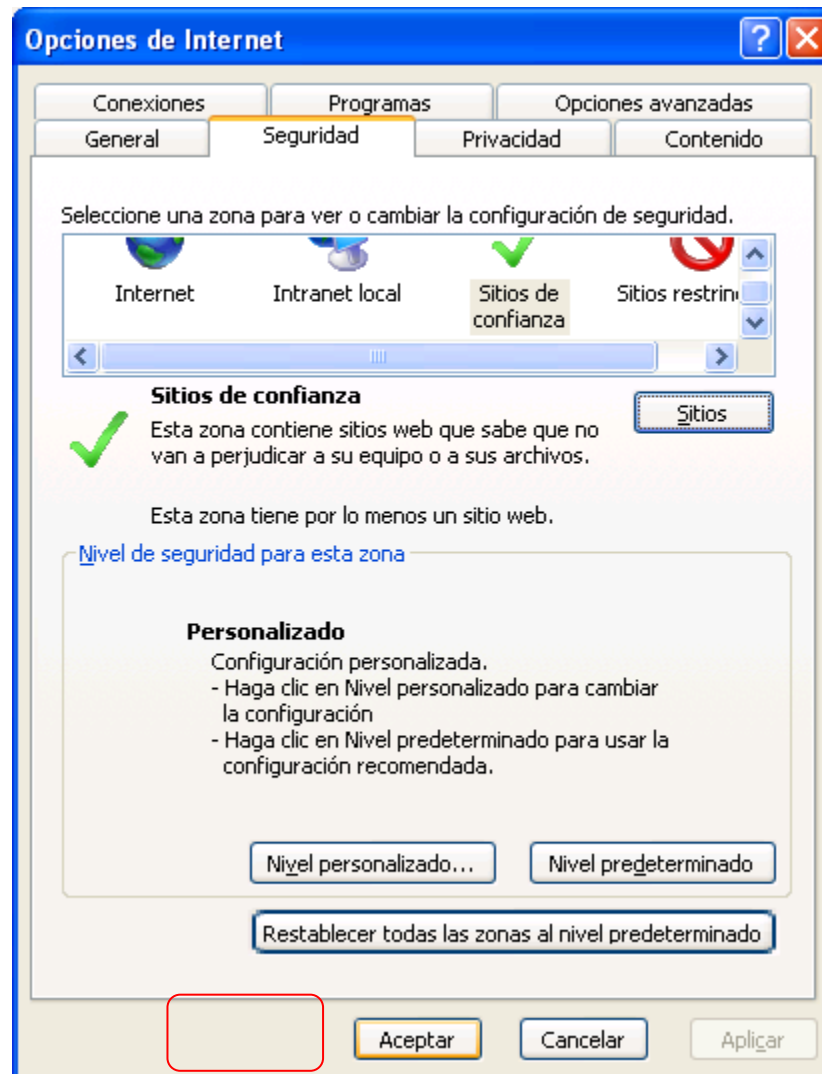 Opciones de Internet
Conexiones Programas Opciones avanzadas
General Seguridad Privacidad Contenido
Seleccione una zona para ver o cambiar la configuración de seguridad.
Internet Intranet local Sitios de confianza Sitios restrin
Sitios de confianza
Sitios
Esta zona contiene sitios web que sabe que no
van a perjudicar a su equipo o a sus archivos.
Esta zona tiene por lo menos un sitio web.
Nivel de seguridad para esta zona
Personalizado
Configuración personalizada.
- Haga clic en Nivel personalizado para cambiar
la configuración
- Haga clic en Nivel predeterminado para usar la
configuración recomendada.
Nivel personalizado... Nivel predeterminado
Restablecer todas las zonas al nivel predeterminado
Aceptar Cancelar Aplicar